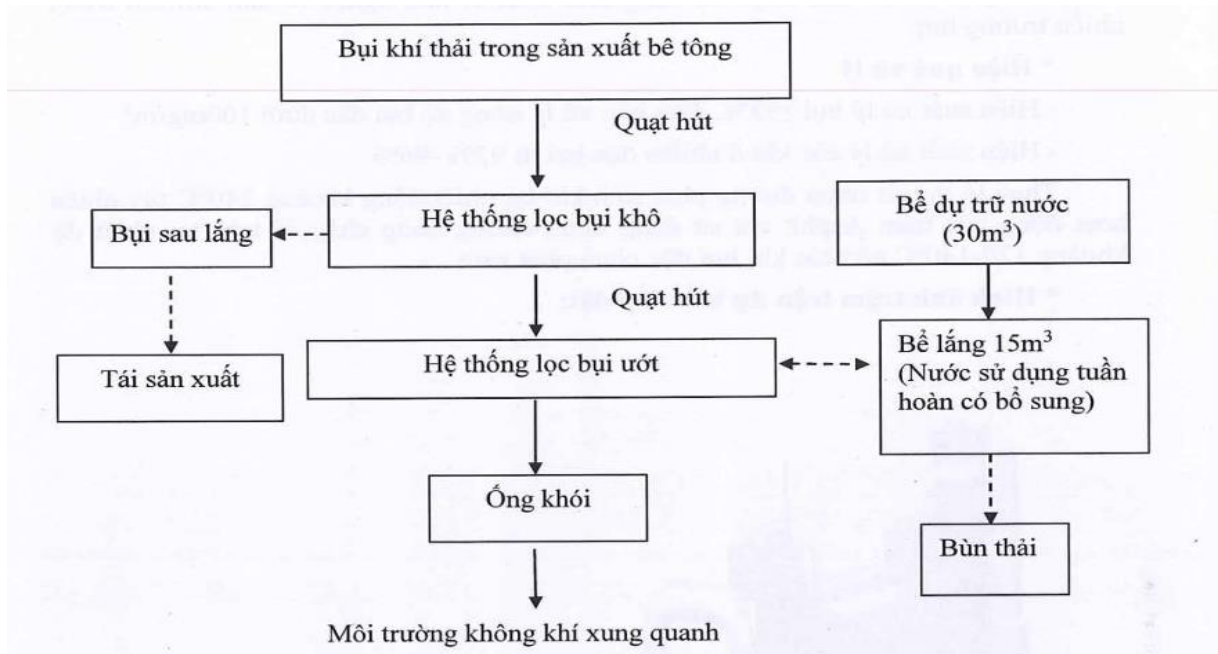 Bụi khí thải trong sản xuất bê tông
Quạt hút
Bụi sau lắng
Hệ thống lọc bụi khô
Bể dự trữ nước
(30m³)
Quạt hút
Tái sản xuất
Hệ thống lọc bụi ướt
Bể lắng 15m³
(Nước sử dụng tuần
hoàn có bổ sung)
Ống khói
Bùn thải
Môi trường không khí xung quanh